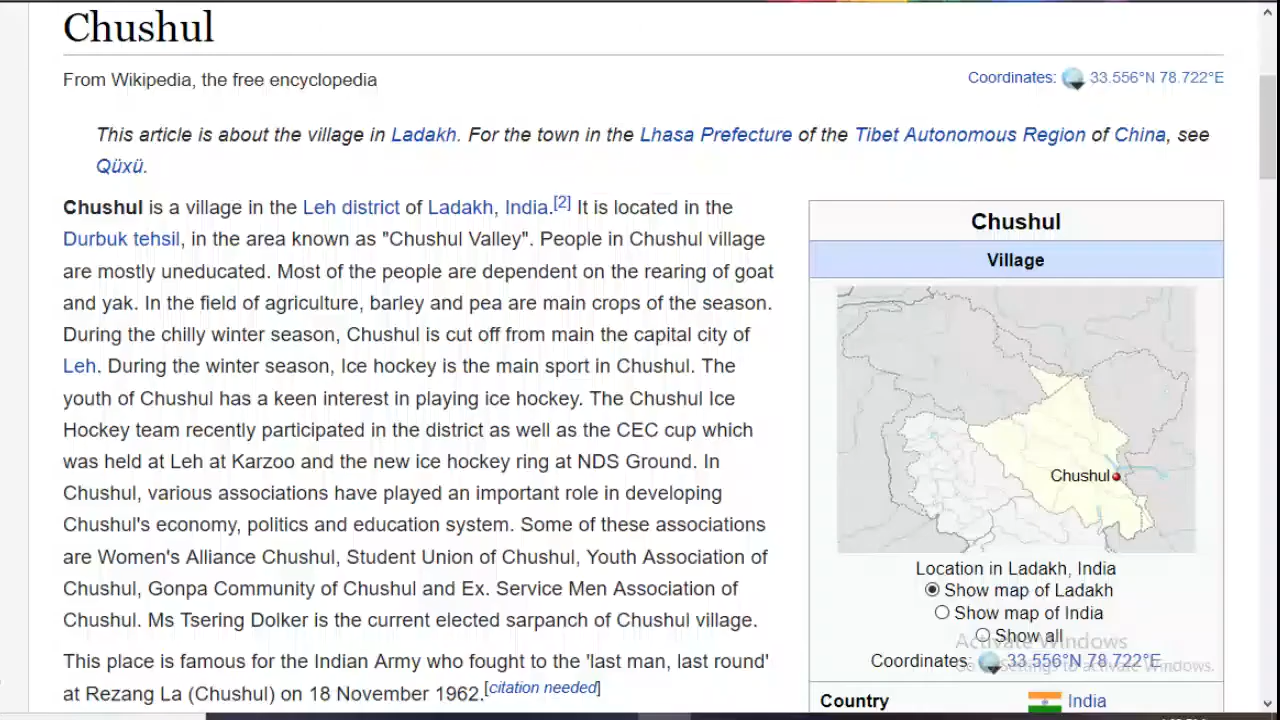 Chushul
From Wikipedia, the free encyclopedia
Coordinates: 33.556°N 78.722°E
This article is about the village in Ladakh. For the town in the Lhasa Prefecture of the Tibet Autonomous Region of China, see
Qüxü.
Chushul is a village in the Leh district of Ladakh, India.[2] It is located in the
Durbuk tehsil, in the area known as "Chushul Valley". People in Chushul village
are mostly uneducated. Most of the people are dependent on the rearing of goat
and yak. In the field of agriculture, barley and pea are main crops of the season.
During the chilly winter season, Chushul is cut off from main the capital city of
Leh. During the winter season, Ice hockey is the main sport in Chushul. The
youth of Chushul has a keen interest in playing ice hockey. The Chushul Ice
Hockey team recently participated in the district as well as the CEC cup which
was held at Leh at Karzoo and the new ice hockey ring at NDS Ground. In
Chushul, various associations have played an important role in developing
Chushul's economy, politics and education system. Some of these associations
are Women's Alliance Chushul, Student Union of Chushul, Youth Association of
Chushul, Gonpa Community of Chushul and Ex. Service Men Association of
Chushul. Ms Tsering Dolker is the current elected sarpanch of Chushul village.
This place is famous for the Indian Army who fought to the 'last man, last round'
at Rezang La (Chushul) on 18 November 1962.[citation needed]
Chushul
Village
Chushul
Location in Ladakh, India
Show map of Ladakh
Show map of India
Show all
Activate Windows
Coordinates: 33.556°N 78.722°E
to activate Windows.
Country India